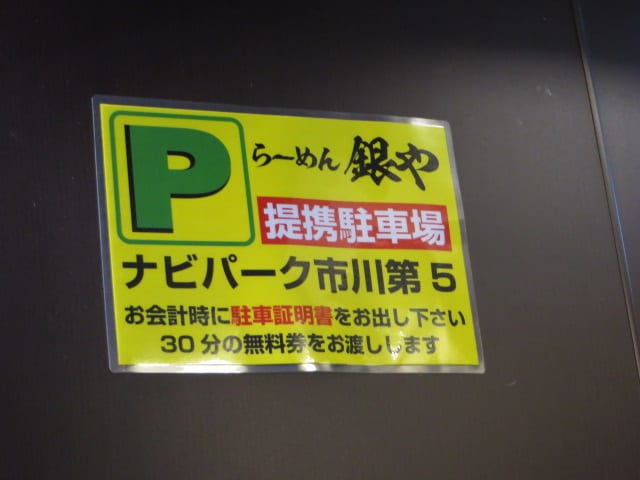 P
らーめん 銀や
提携駐車場
ナビパーク市川第5
お会計時に駐車証明書をお出し下さい
30分の無料券をお渡しします